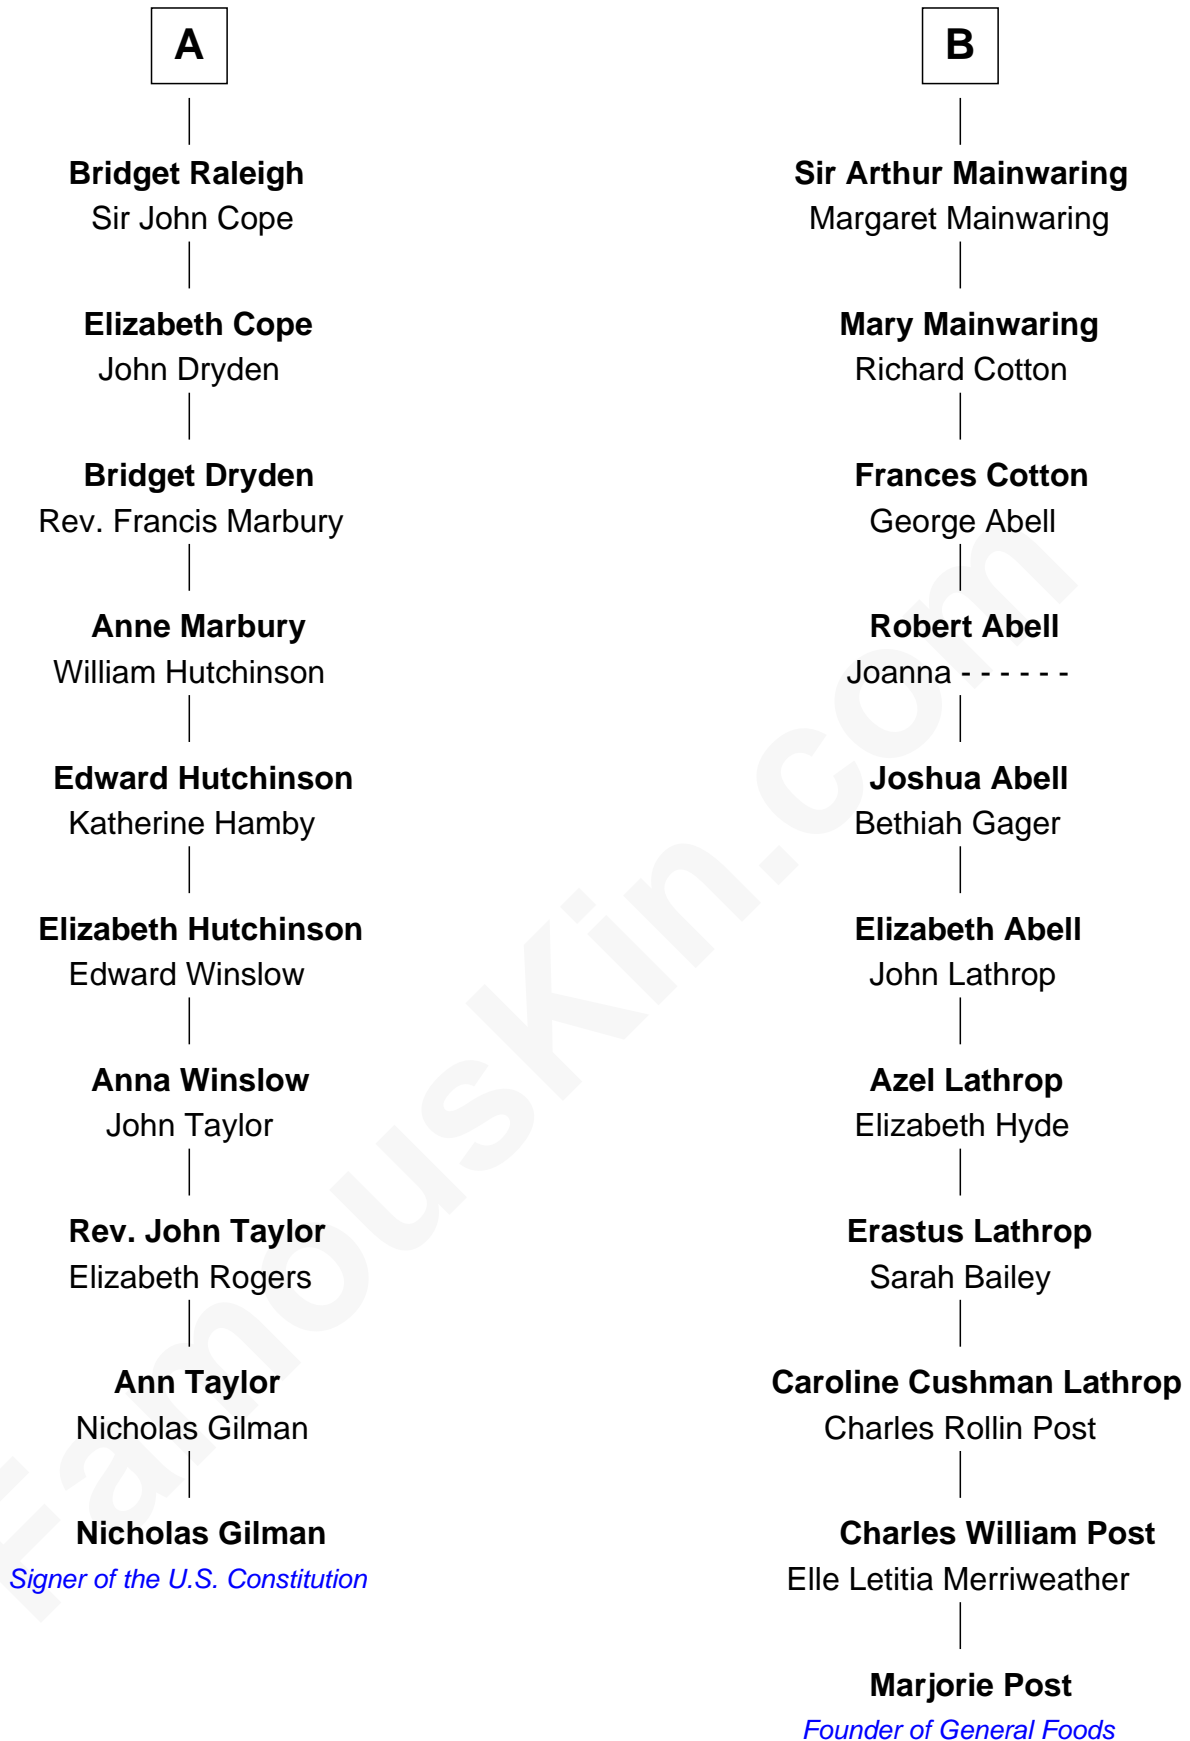 A
Bridget Raleigh
Sir John Cope
Elizabeth Cope
John Dryden
Bridget Dryden
Rev. Francis Marbury
Anne Marbury
William Hutchinson
Edward Hutchinson
Katherine Hamby
Elizabeth Hutchinson
Edward Winslow
Anna Winslow
John Taylor
Rev. John Taylor
Elizabeth Rogers
Ann Taylor
Nicholas Gilman
Nicholas Gilman
Signer of the U.S. Constitution
B
Sir Arthur Mainwaring
Margaret Mainwaring
Mary Mainwaring
Richard Cotton
Frances Cotton
George Abell
Robert Abell
Joanna - - - - - -
Joshua Abell
Bethiah Gager
Elizabeth Abell
John Lathrop
Azel Lathrop
Elizabeth Hyde
Erastus Lathrop
Sarah Bailey
Caroline Cushman Lathrop
Charles Rollin Post
Charles William Post
Elle Letitia Merriweather
Marjorie Post
Founder of General Foods
FamousKin.com